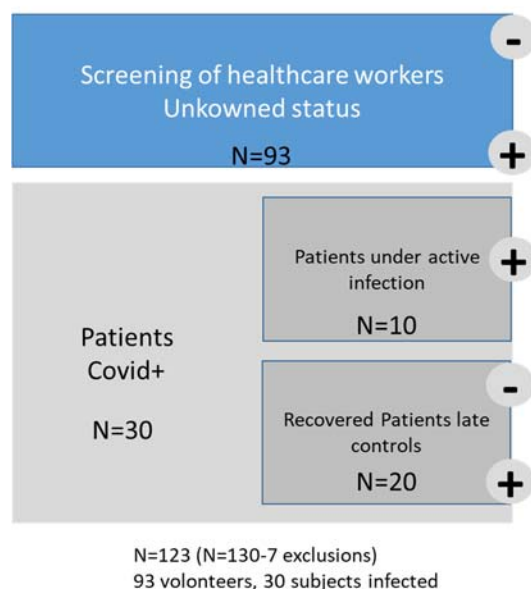 -
Screening of healthcare workers
Unkowned status
N=93
+
Patients under active
infection
+
N=10
Patients
Covid+
N=30
-
Recovered Patients late
controls
N=20
+
N=123 (N=130-7 exclusions)
93 volunteers, 30 subjects infected